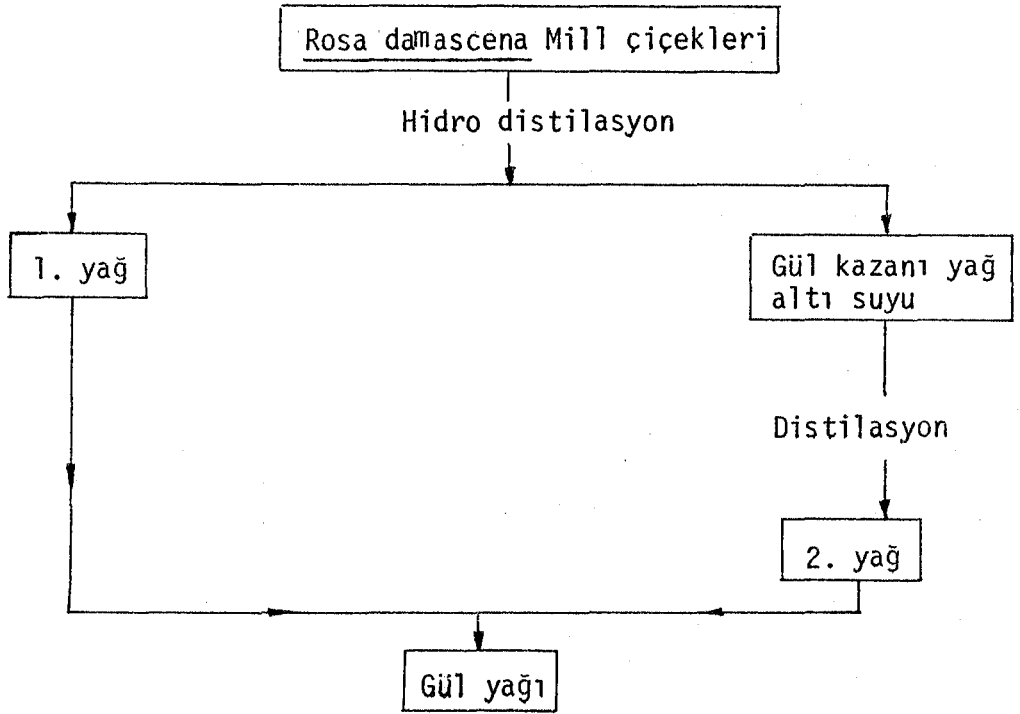 Rosa damascena Mill çiçekleri
Hidro distilasyon
1. yağ
Gül kazanı yağ
altı suyu
Distilasyon
2. yağ
Gül yağı